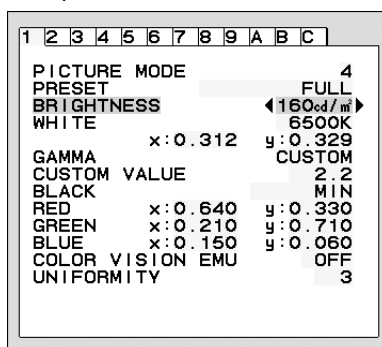 1 2 3 4 5 6 7 8 9 A B C
PICTURE MODE 4
PRESET FULL
BRIGHTNESS ◀160cd/㎡▶
WHITE 6500K
x:0.312 y:0.329
GAMMA CUSTOM
CUSTOM VALUE 2.2
BLACK MIN
RED x:0.640 y:0.330
GREEN x:0.210 y:0.710
BLUE x:0.150 y:0.060
COLOR VISION EMU OFF
UNIFORMITY 3